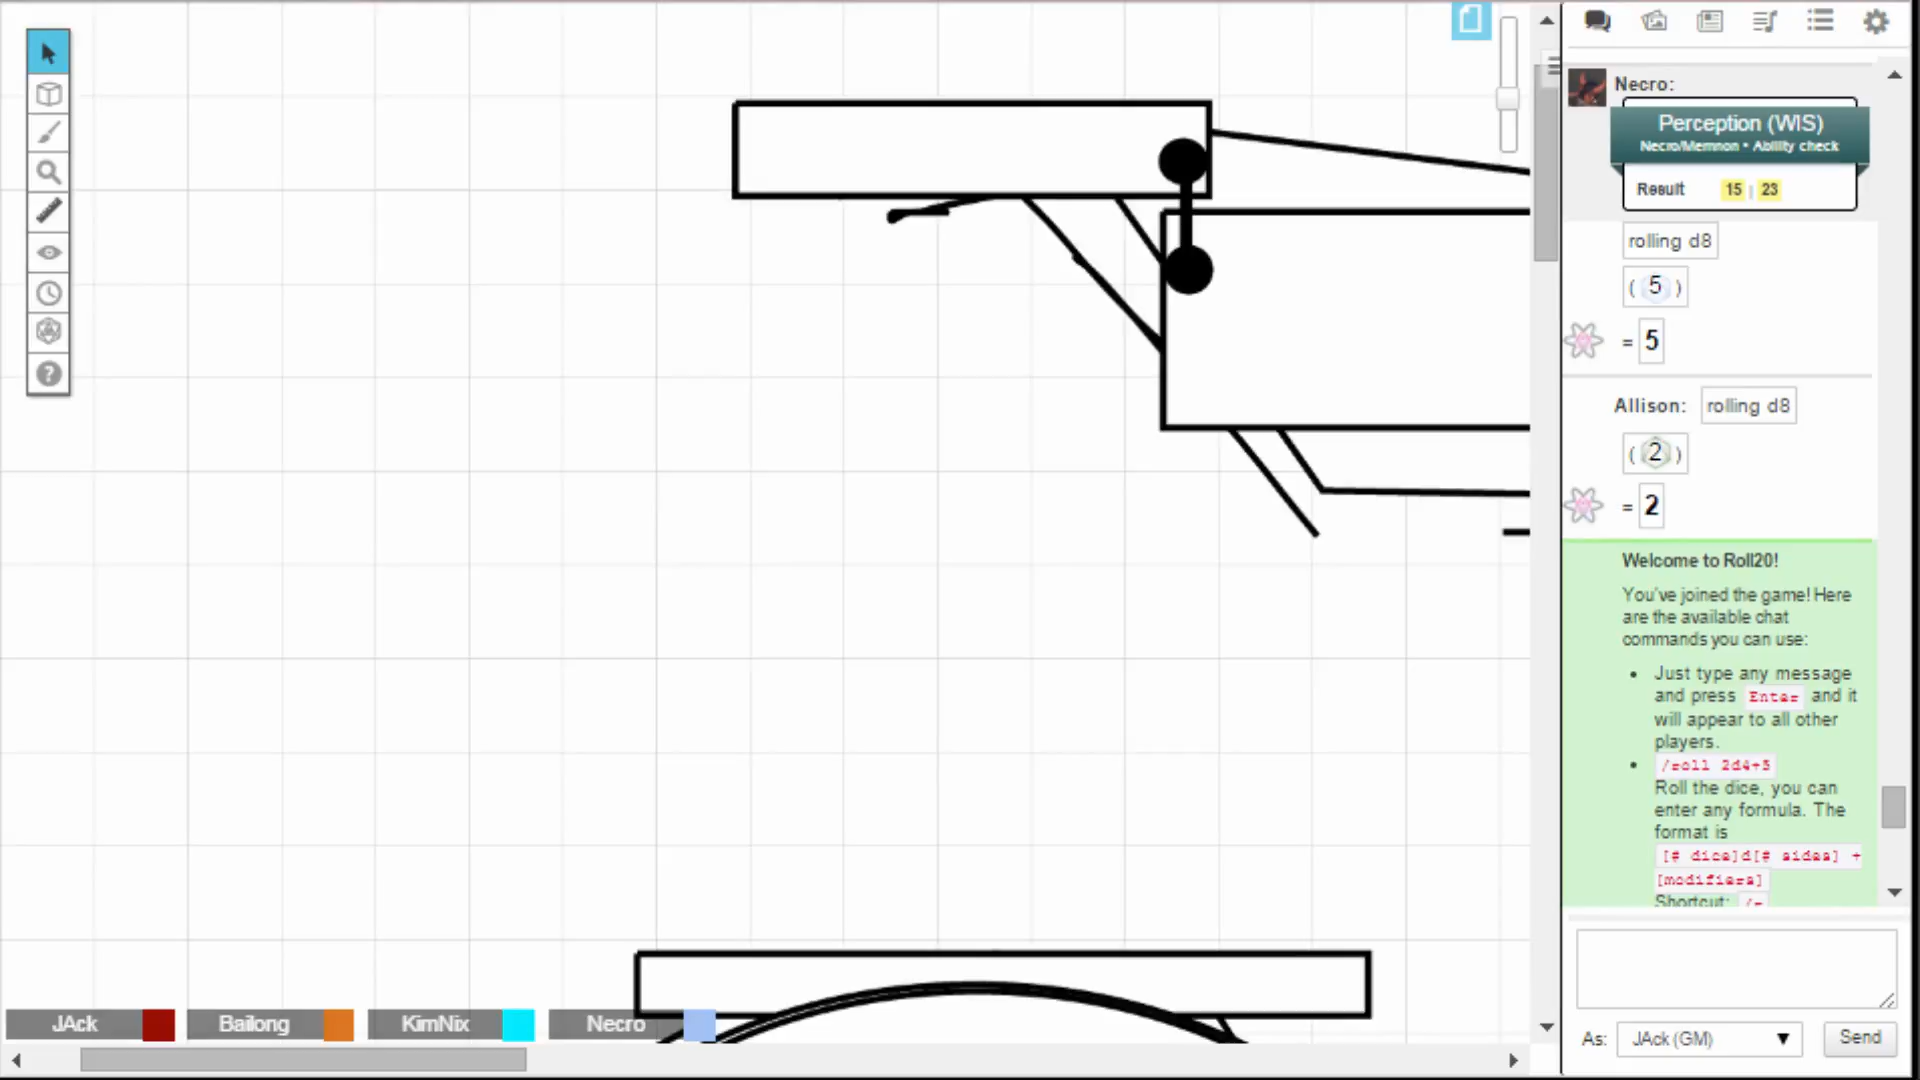 Necro:
Perception (WIS)
Necro/Memnon • Ability check
Result 15 | 23
rolling d8
( 5 )
= 5
Allison: rolling d8
( 2 )
= 2
Welcome to Roll20!
You've joined the game! Here
are the available chat
commands you can use:
• Just type any message
and press Enter and it
will appear to all other
players.
• /roll 2d4+5
Roll the dice, you can
enter any formula. The
format is
[# dice]d[# sides] +
[modifiers]
Shortcut: /r
JAck
Bailong
KimNix
Necro
As: JAck (GM)
Send